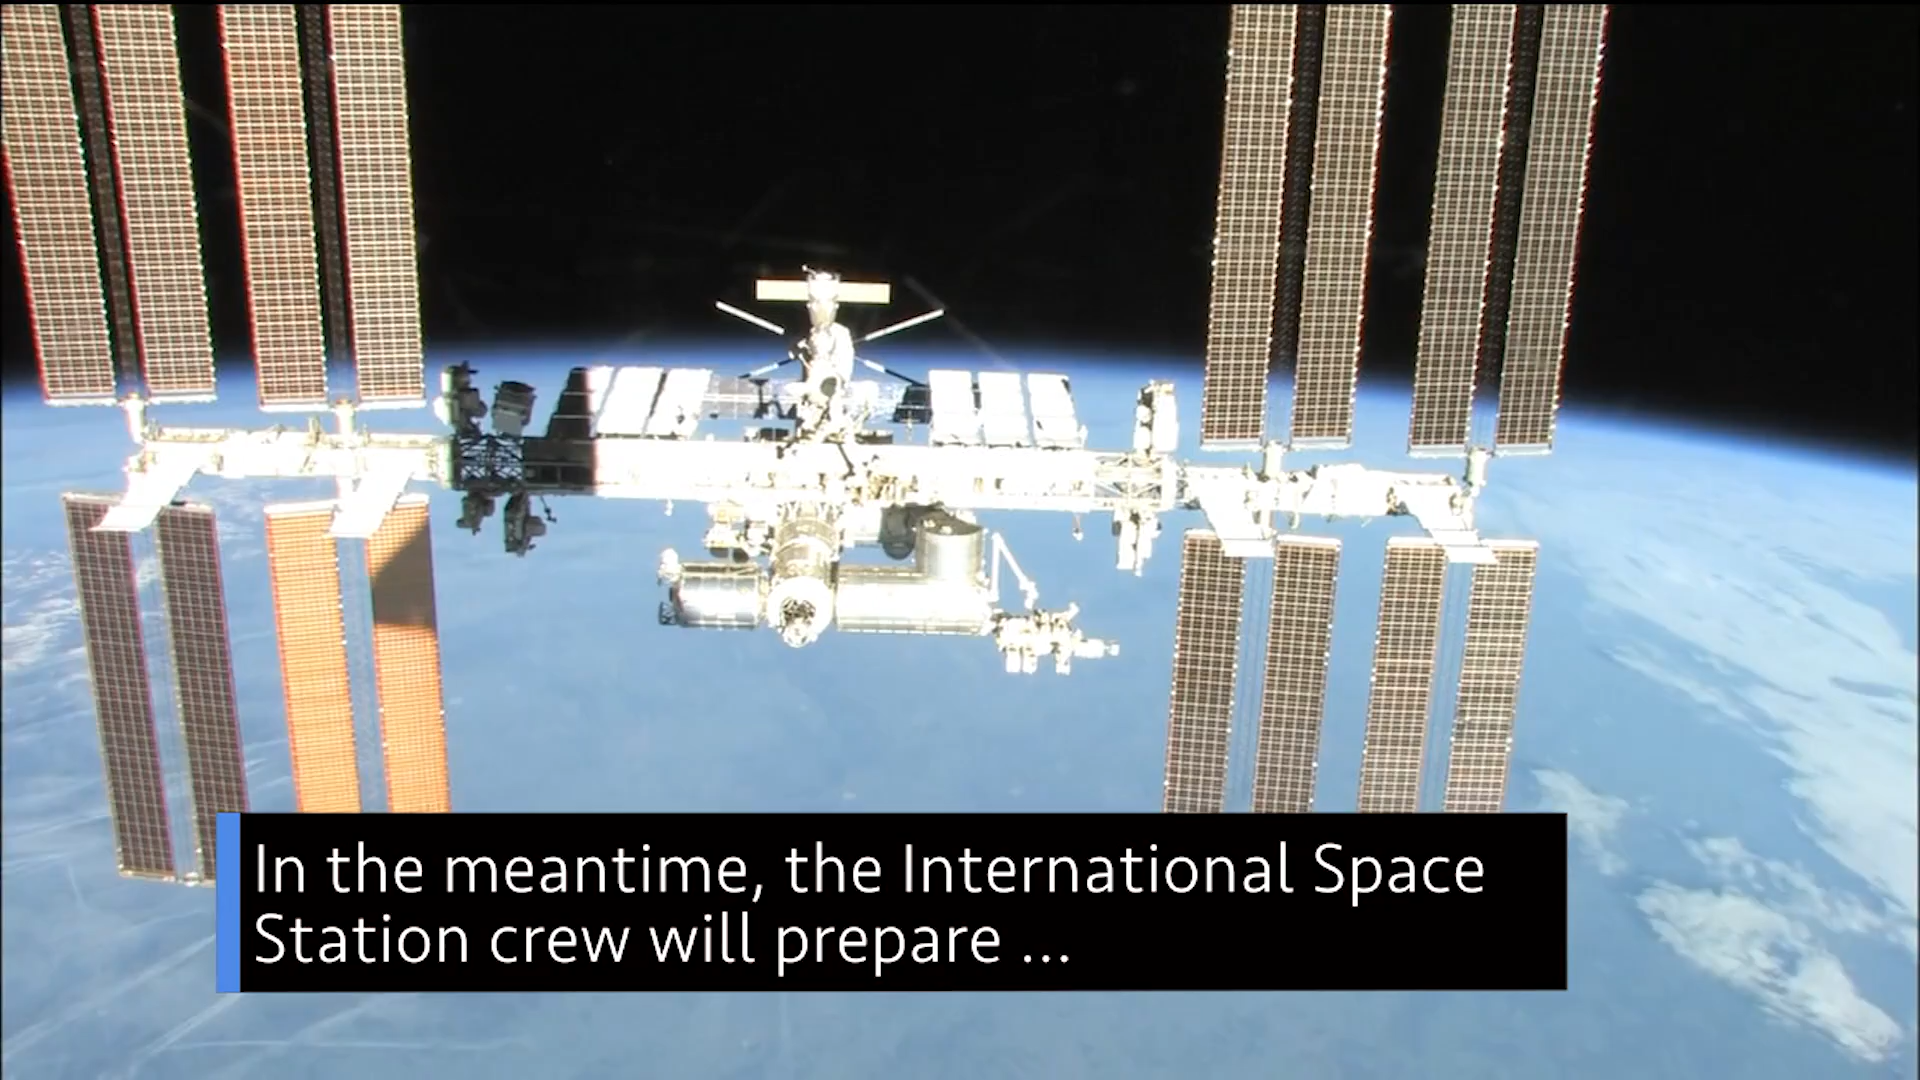 In the meantime, the International Space
Station crew will prepare ...